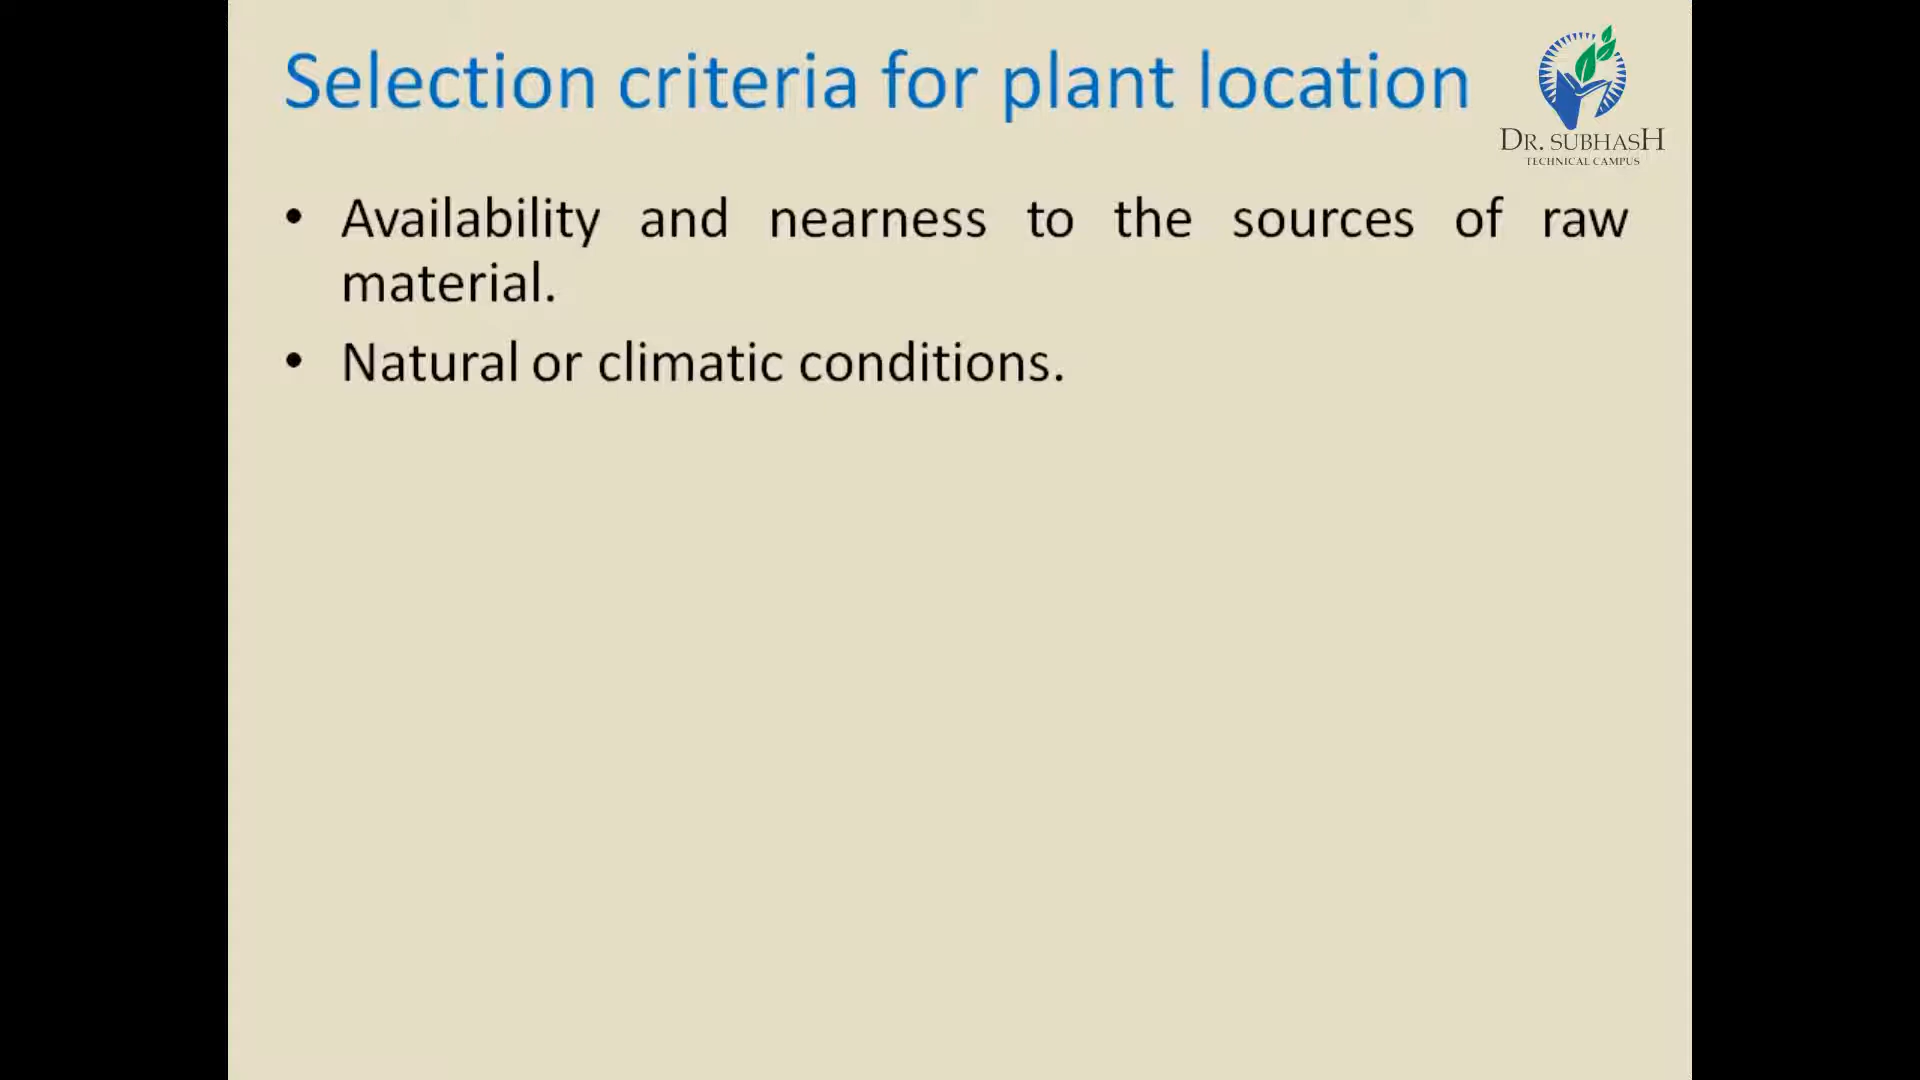 Selection criteria for plant location
DR. SUBHASH
TECHNICAL CAMPUS
• Availability and nearness to the sources of raw
material.
• Natural or climatic conditions.